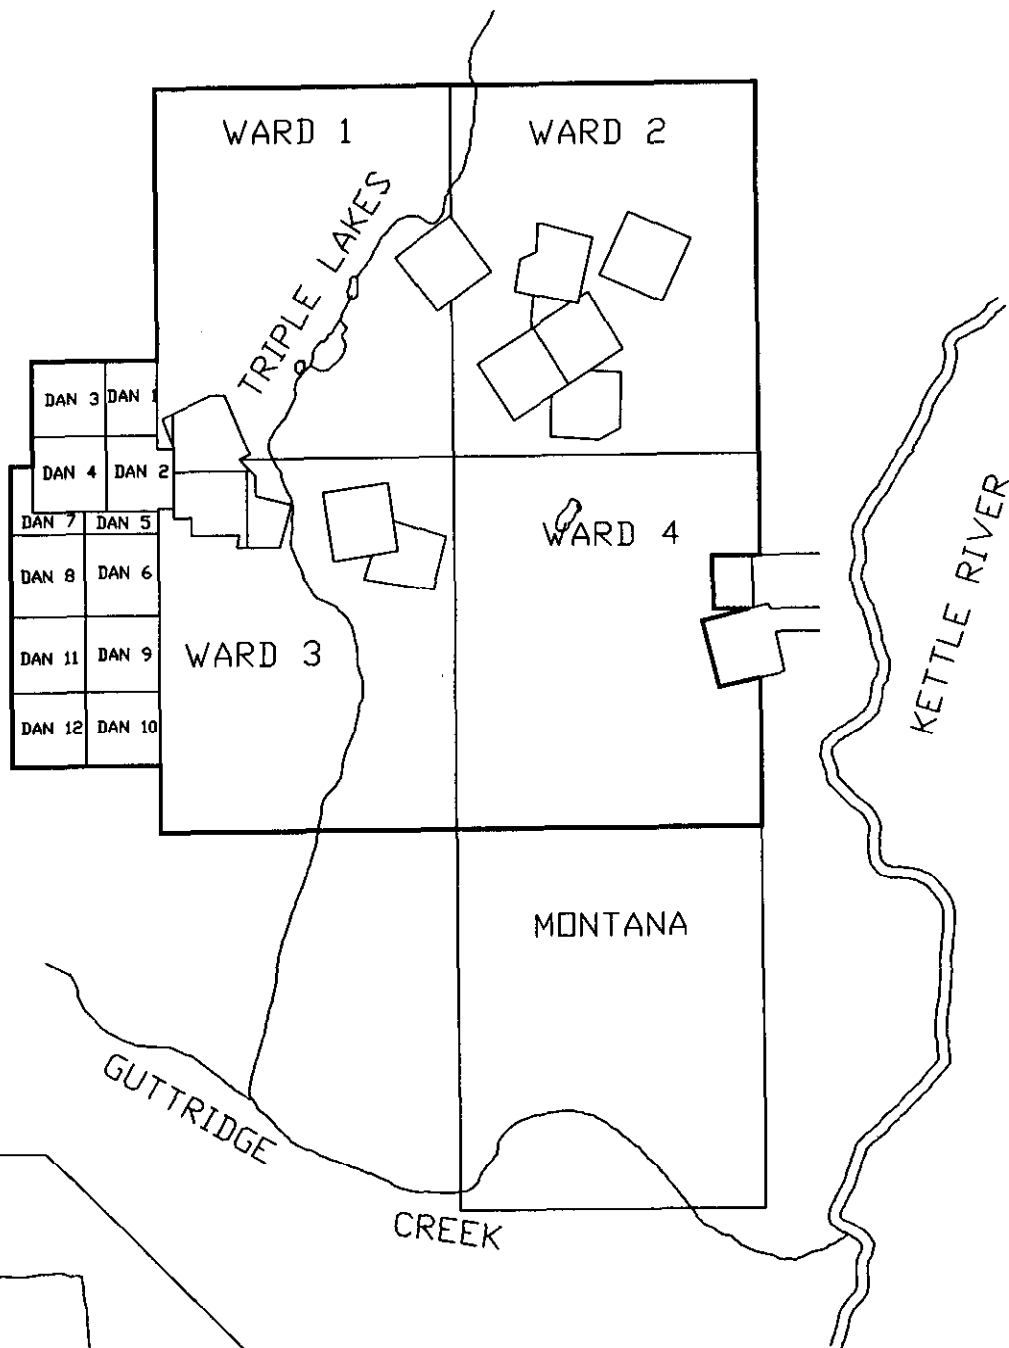 WARD 1
WARD 2
TRIPLE LAKES
DAN 3
DAN 1
DAN 4
DAN 2
DAN 7
DAN 5
DAN 8
DAN 6
DAN 11
DAN 9
DAN 12
DAN 10
WARD 3
WARD 4
KETTLE RIVER
MONTANA
GUTTRIDGE
CREEK